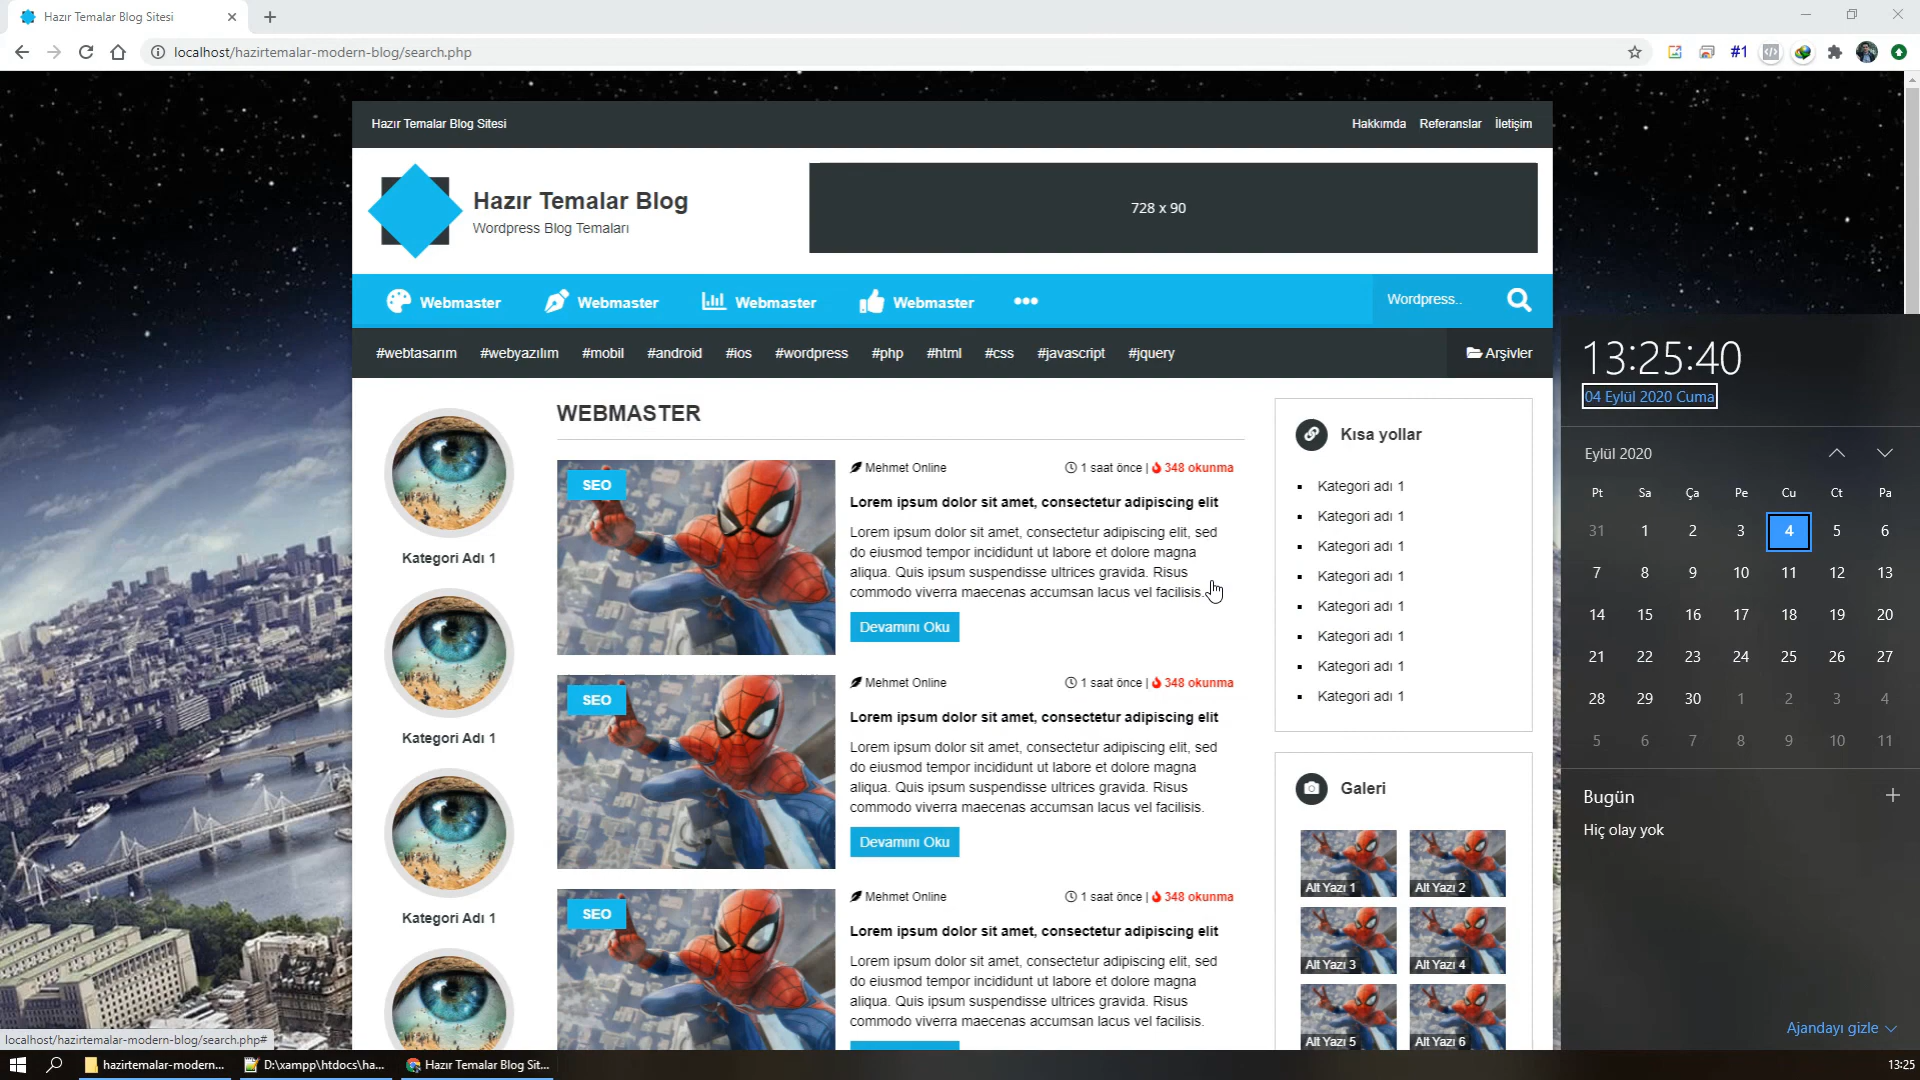 Hazır Temalar Blog Sitesi
localhost/hazirtemalar-modern-blog/search.php
#1
Hazır Temalar Blog Sitesi
Hakkımda Referanslar İletişim
Hazır Temalar Blog
Wordpress Blog Temaları
728 x 90
Webmaster Webmaster Webmaster Webmaster
Wordpress..
#webtasarım #webyazılım #mobil #android #ios #wordpress #php #html #css #javascript #jquery
Arşivler
Kategori Adı 1
Kategori Adı 1
Kategori Adı 1
WEBMASTER
SEO
Mehmet Online 1 saat önce | 348 okunma
Lorem ipsum dolor sit amet, consectetur adipiscing elit
Lorem ipsum dolor sit amet, consectetur adipiscing elit, sed
do eiusmod tempor incididunt ut labore et dolore magna
aliqua. Quis ipsum suspendisse ultrices gravida. Risus
commodo viverra maecenas accumsan lacus vel facilisis.
Devamını Oku
SEO
Mehmet Online 1 saat önce | 348 okunma
Lorem ipsum dolor sit amet, consectetur adipiscing elit
Lorem ipsum dolor sit amet, consectetur adipiscing elit, sed
do eiusmod tempor incididunt ut labore et dolore magna
aliqua. Quis ipsum suspendisse ultrices gravida. Risus
commodo viverra maecenas accumsan lacus vel facilisis.
Devamını Oku
SEO
Mehmet Online 1 saat önce | 348 okunma
Lorem ipsum dolor sit amet, consectetur adipiscing elit
Lorem ipsum dolor sit amet, consectetur adipiscing elit, sed
do eiusmod tempor incididunt ut labore et dolore magna
aliqua. Quis ipsum suspendisse ultrices gravida. Risus
commodo viverra maecenas accumsan lacus vel facilisis.
Kısa yollar
Kategori adı 1
Kategori adı 1
Kategori adı 1
Kategori adı 1
Kategori adı 1
Kategori adı 1
Kategori adı 1
Kategori adı 1
Galeri
Alt Yazı 1 Alt Yazı 2
Alt Yazı 3 Alt Yazı 4
Alt Yazı 5 Alt Yazı 6
13:25:40
04 Eylül 2020 Cuma
Eylül 2020
Pt Sa Ça Pe Cu Ct Pa
31 1 2 3 4 5 6
7 8 9 10 11 12 13
14 15 16 17 18 19 20
21 22 23 24 25 26 27
28 29 30 1 2 3 4
5 6 7 8 9 10 11
Bugün
Hiç olay yok
Ajandayı gizle
localhost/hazirtemalar-modern-blog/search.php#
hazirtemalar-modern... D:\xampp\htdocs\ha... Hazır Temalar Blog Sit...
13:25